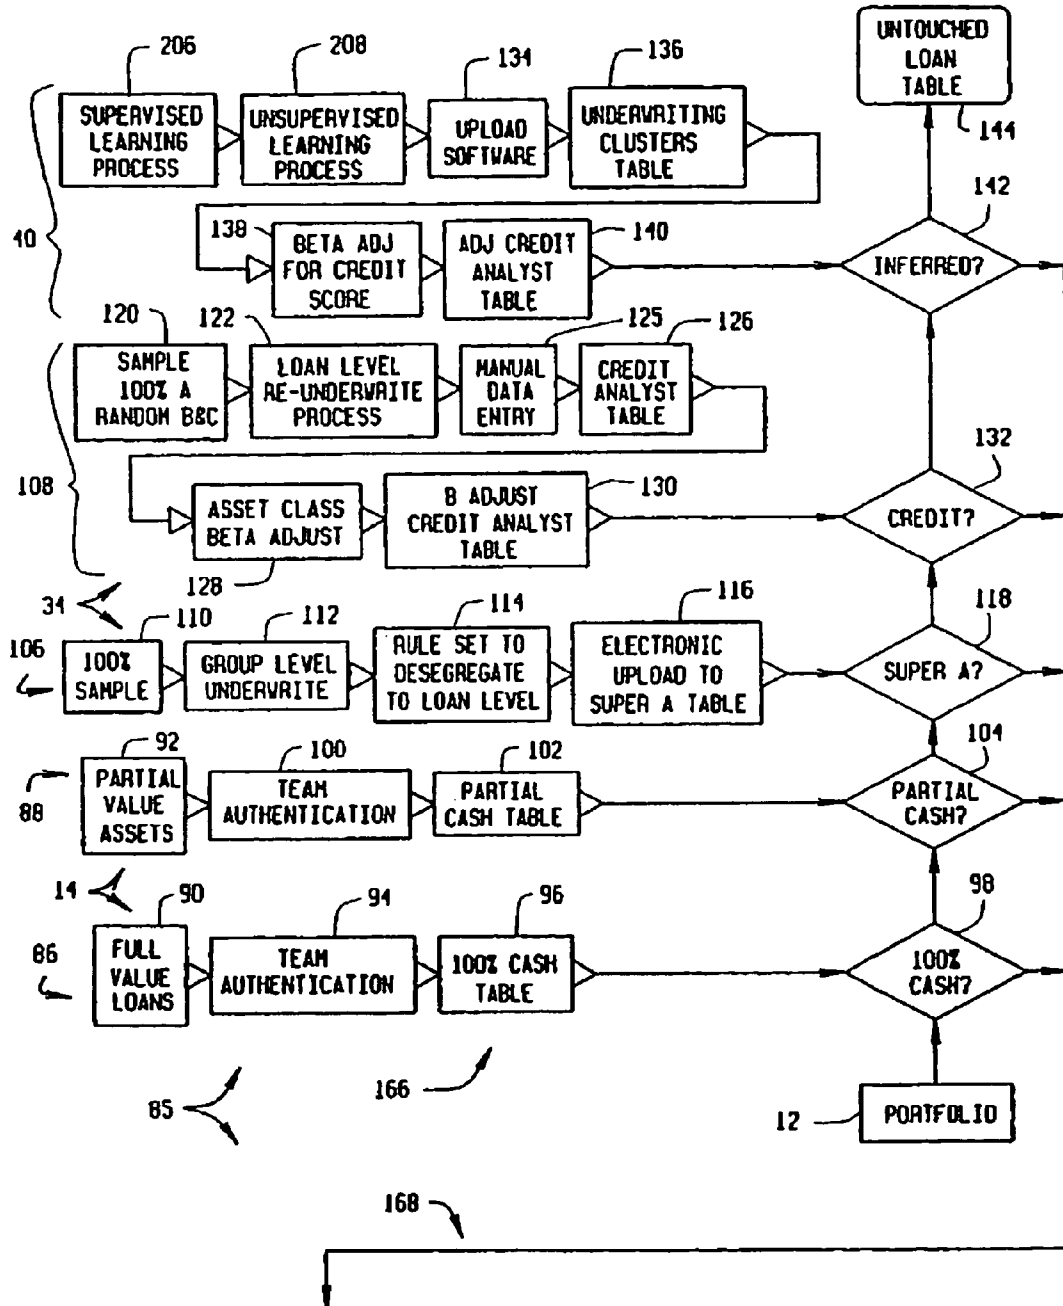 206
208
134
136
UNTOUCHED
LOAN
TABLE
144
SUPERVISED
LEARNING
PROCESS
UNSUPERVISED
LEARNING
PROCESS
UPLOAD
SOFTWARE
UNDERWRITING
CLUSTERS
TABLE
40
138
BETA ADJ
FOR CREDIT
SCORE
ADJ CREDIT
ANALYST
TABLE
140
142
INFERRED?
120
122
125
126
SAMPLE
100% A
RANDOM B&C
LOAN LEVEL
RE-UNDERWRITE
PROCESS
MANUAL
DATA
ENTRY
CREDIT
ANALYST
TABLE
108
ASSET CLASS
BETA ADJUST
128
B ADJUST
CREDIT ANALYST
TABLE
130
132
CREDIT?
34
110
112
114
116
118
106
100%
SAMPLE
GROUP LEVEL
UNDERWRITE
RULE SET TO
DESEGREGATE
TO LOAN LEVEL
ELECTRONIC
UPLOAD TO
SUPER A TABLE
SUPER A?
92
100
102
104
88
PARTIAL
VALUE
ASSETS
TEAM
AUTHENTICATION
PARTIAL
CASH TABLE
PARTIAL
CASH?
14
90
94
96
98
86
FULL
VALUE
LOANS
TEAM
AUTHENTICATION
100% CASH
TABLE
100%
CASH?
85
166
12
PORTFOLIO
168